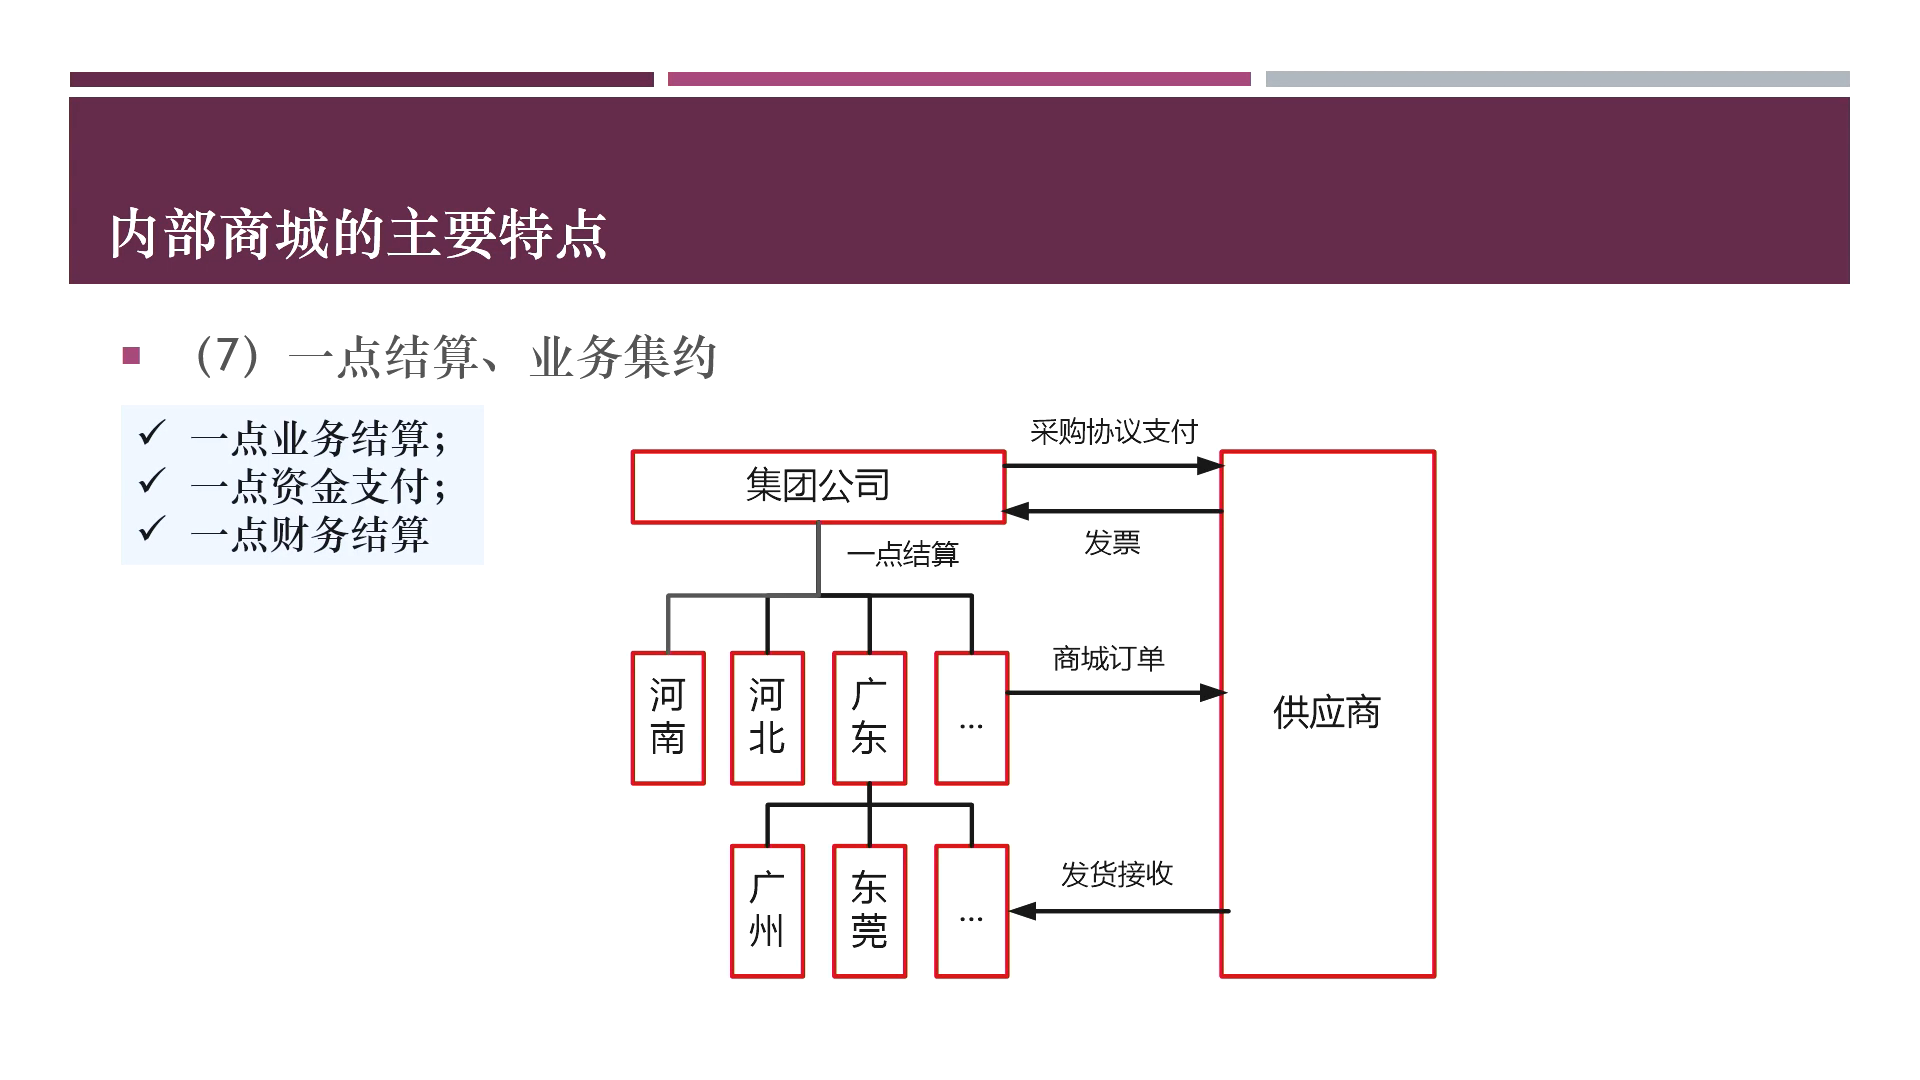 内部商城的主要特点
（7）一点结算、业务集约
一点业务结算；
一点资金支付；
一点财务结算
采购协议支付
集团公司
发票
一点结算
商城订单
河南
河北
广东
...
供应商
发货接收
广州
东莞
...